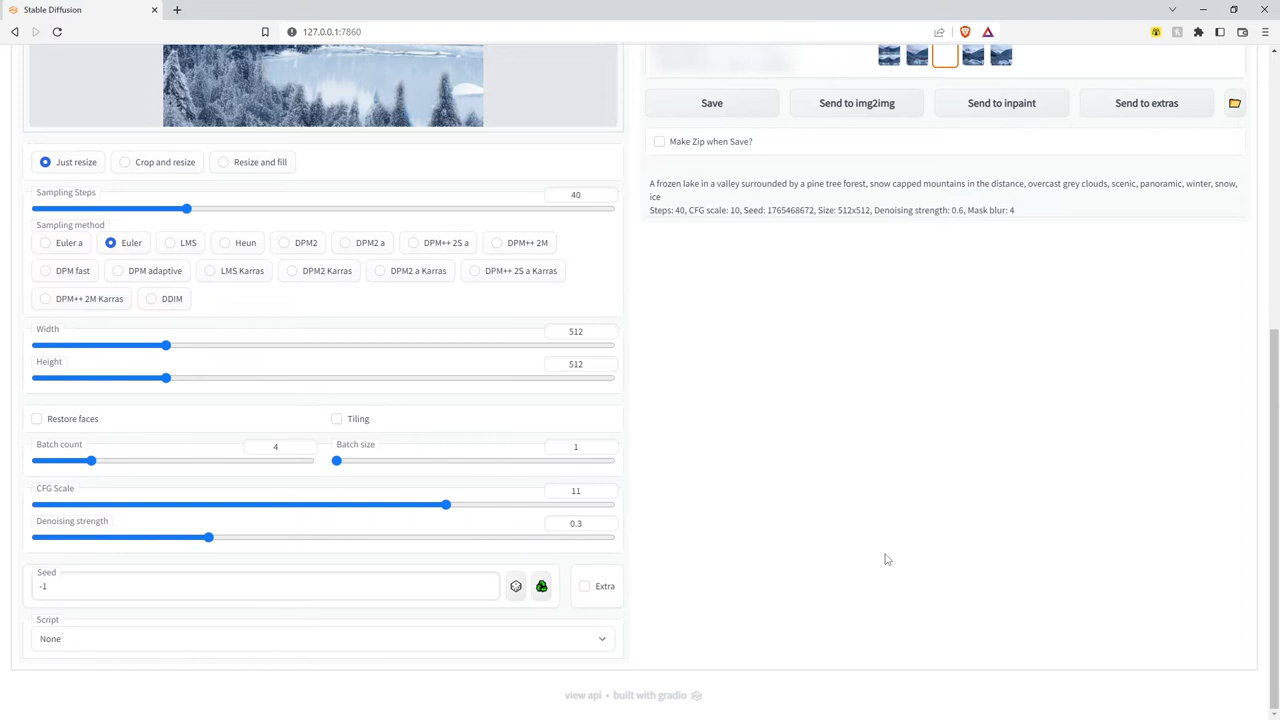 Stable Diffusion
127.0.0.1:7860
Save
Send to img2img
Send to inpaint
Send to extras
Make Zip when Save?
A frozen lake in a valley surrounded by a pine tree forest, snow capped mountains in the distance, overcast grey clouds, scenic, panoramic, winter, snow,
ice
Steps: 40, CFG scale: 10, Seed: 1765468672, Size: 512x512, Denoising strength: 0.6, Mask blur: 4
Just resize
Crop and resize
Resize and fill
Sampling Steps
40
Sampling method
Euler a
Euler
LMS
Heun
DPM2
DPM2 a
DPM++ 2S a
DPM++ 2M
DPM fast
DPM adaptive
LMS Karras
DPM2 Karras
DPM2 a Karras
DPM++ 2S a Karras
DPM++ 2M Karras
DDIM
Width
512
Height
512
Restore faces
Tiling
Batch count
4
Batch size
1
CFG Scale
11
Denoising strength
0.3
Seed
-1
Extra
Script
None
view api • built with gradio